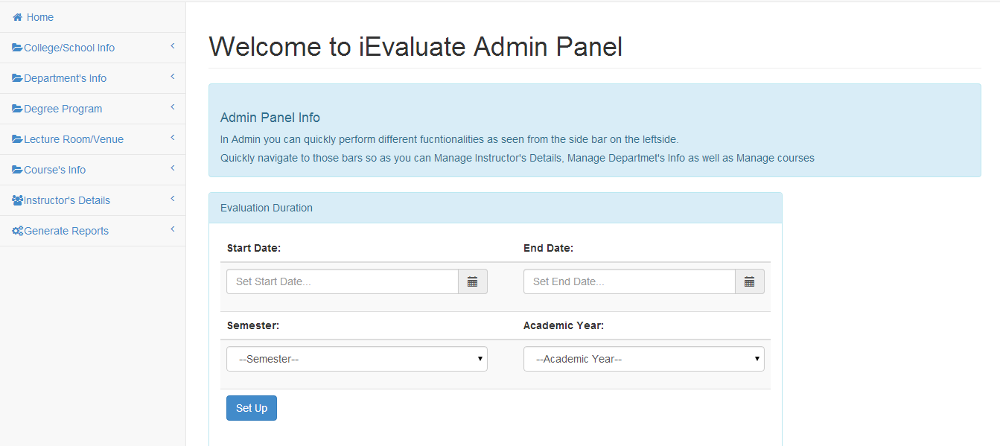 Home
College/School Info
Department's Info
Degree Program
Lecture Room/Venue
Course's Info
Instructor's Details
Generate Reports
Welcome to iEvaluate Admin Panel
Admin Panel Info
In Admin you can quickly perform different fucntionalities as seen from the side bar on the leftside.
Quickly navigate to those bars so as you can Manage Instructor's Details, Manage Departmet's Info as well as Manage courses
Evaluation Duration
Start Date: End Date:
Set Start Date... Set End Date...
Semester: Academic Year:
--Semester-- --Academic Year--
Set Up